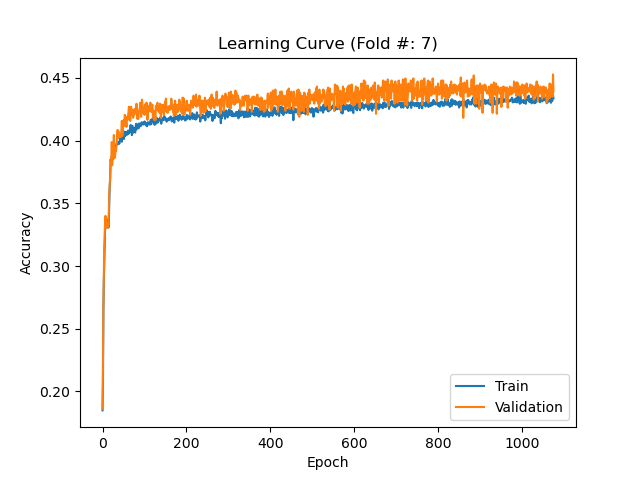 Learning Curve (Fold #: 7)
0.45
0.40
0.35
0.30
0.25
0.20
Accuracy
0 200 400 600 800 1000
Epoch
Train
Validation